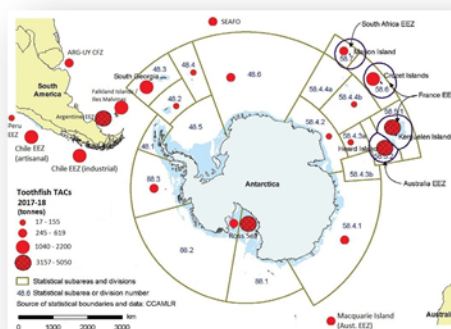 SEAFO
South Africa EEZ
ARG-UY CFZ
South
America
48.3
48.4
48.6
58.7
Marion Island
South Georgia
Falkland Islands/
Ilas Malvinas
48.2
58.4.4a
58.4.4b
Crozet Islands
58.6
France EEZ
Argentine EEZ
Peru
EEZ
Chile EEZ
(artisanal)
Chile EEZ (industrial)
48.1
48.5
58.4.2
58.4.3a
Kerguelen Islands
Heard Island
58.4.3b
Australia EEZ
Toothfish TACs
2017-18
(tonnes)
17 - 155
245 - 619
1040 - 2200
3157 - 5050
88.3
Antarctica
Ross Sea
58.4.1
88.2
88.1
Statistical subareas and divisions
48.6 Statistical subarea or division number
Source of statistical boundaries and data: CCAMLR
km
0 1000 2000 3000
Macquarie Island
(Aust. EEZ)
Austral